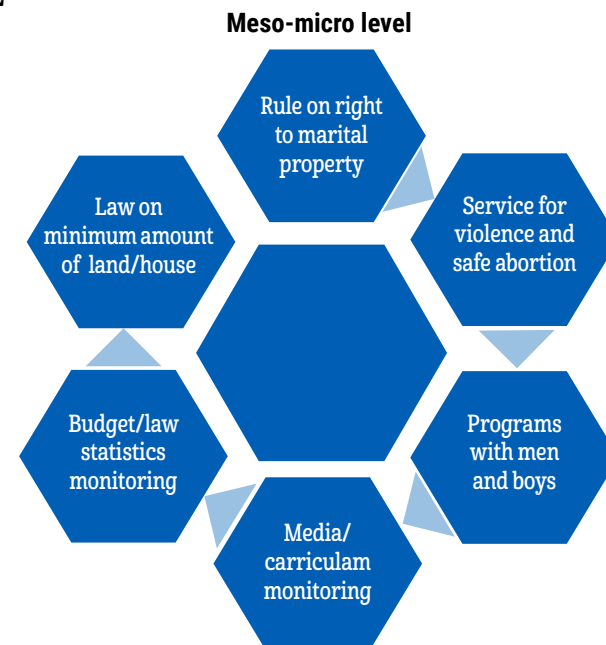 Meso-micro level
Rule on right
to marital
property
Service for
violence and
safe abortion
Programs
with men
and boys
Media/
carriculam
monitoring
Budget/law
statistics
monitoring
Law on
minimum amount
of land/house